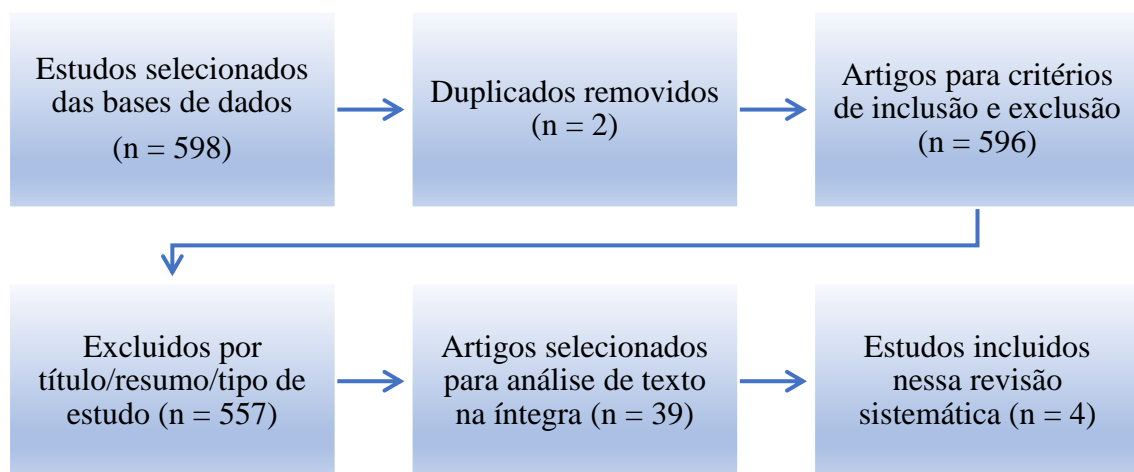 Estudos selecionados
das bases de dados
(n = 598)
Duplicados removidos
(n = 2)
Artigos para critérios
de inclusão e exclusão
(n = 596)
Excluidos por
título/resumo/tipo de
estudo (n = 557)
Artigos selecionados
para análise de texto
na íntegra (n = 39)
Estudos incluidos
nessa revisão
sistemática (n = 4)